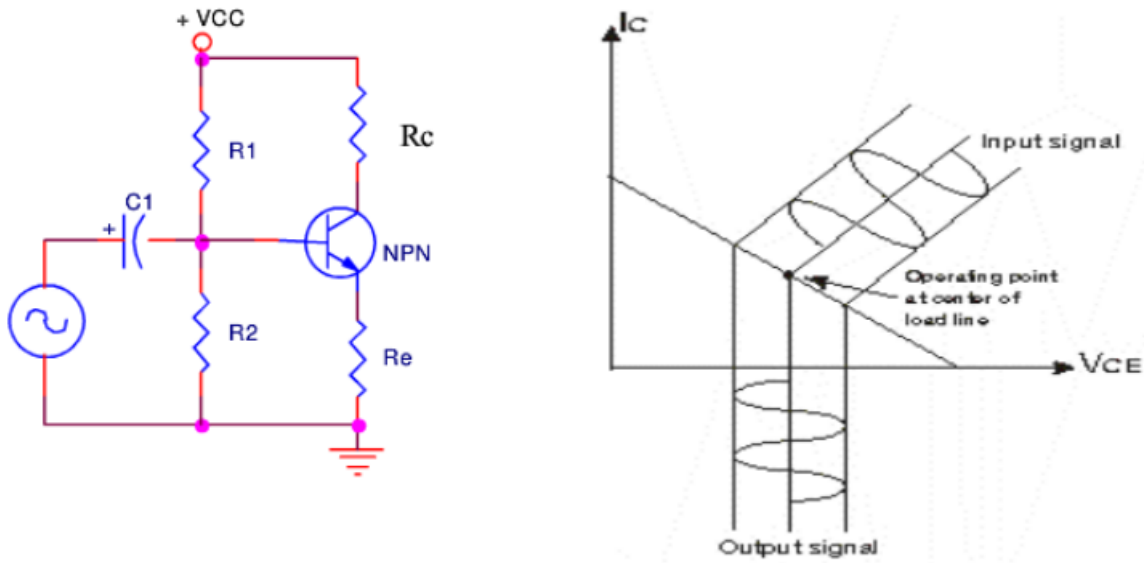 + VCC
R1
Rc
C1
+
NPN
R2
Re
IC
Input signal
Operating point
at center of
load line
VCE
Output signal